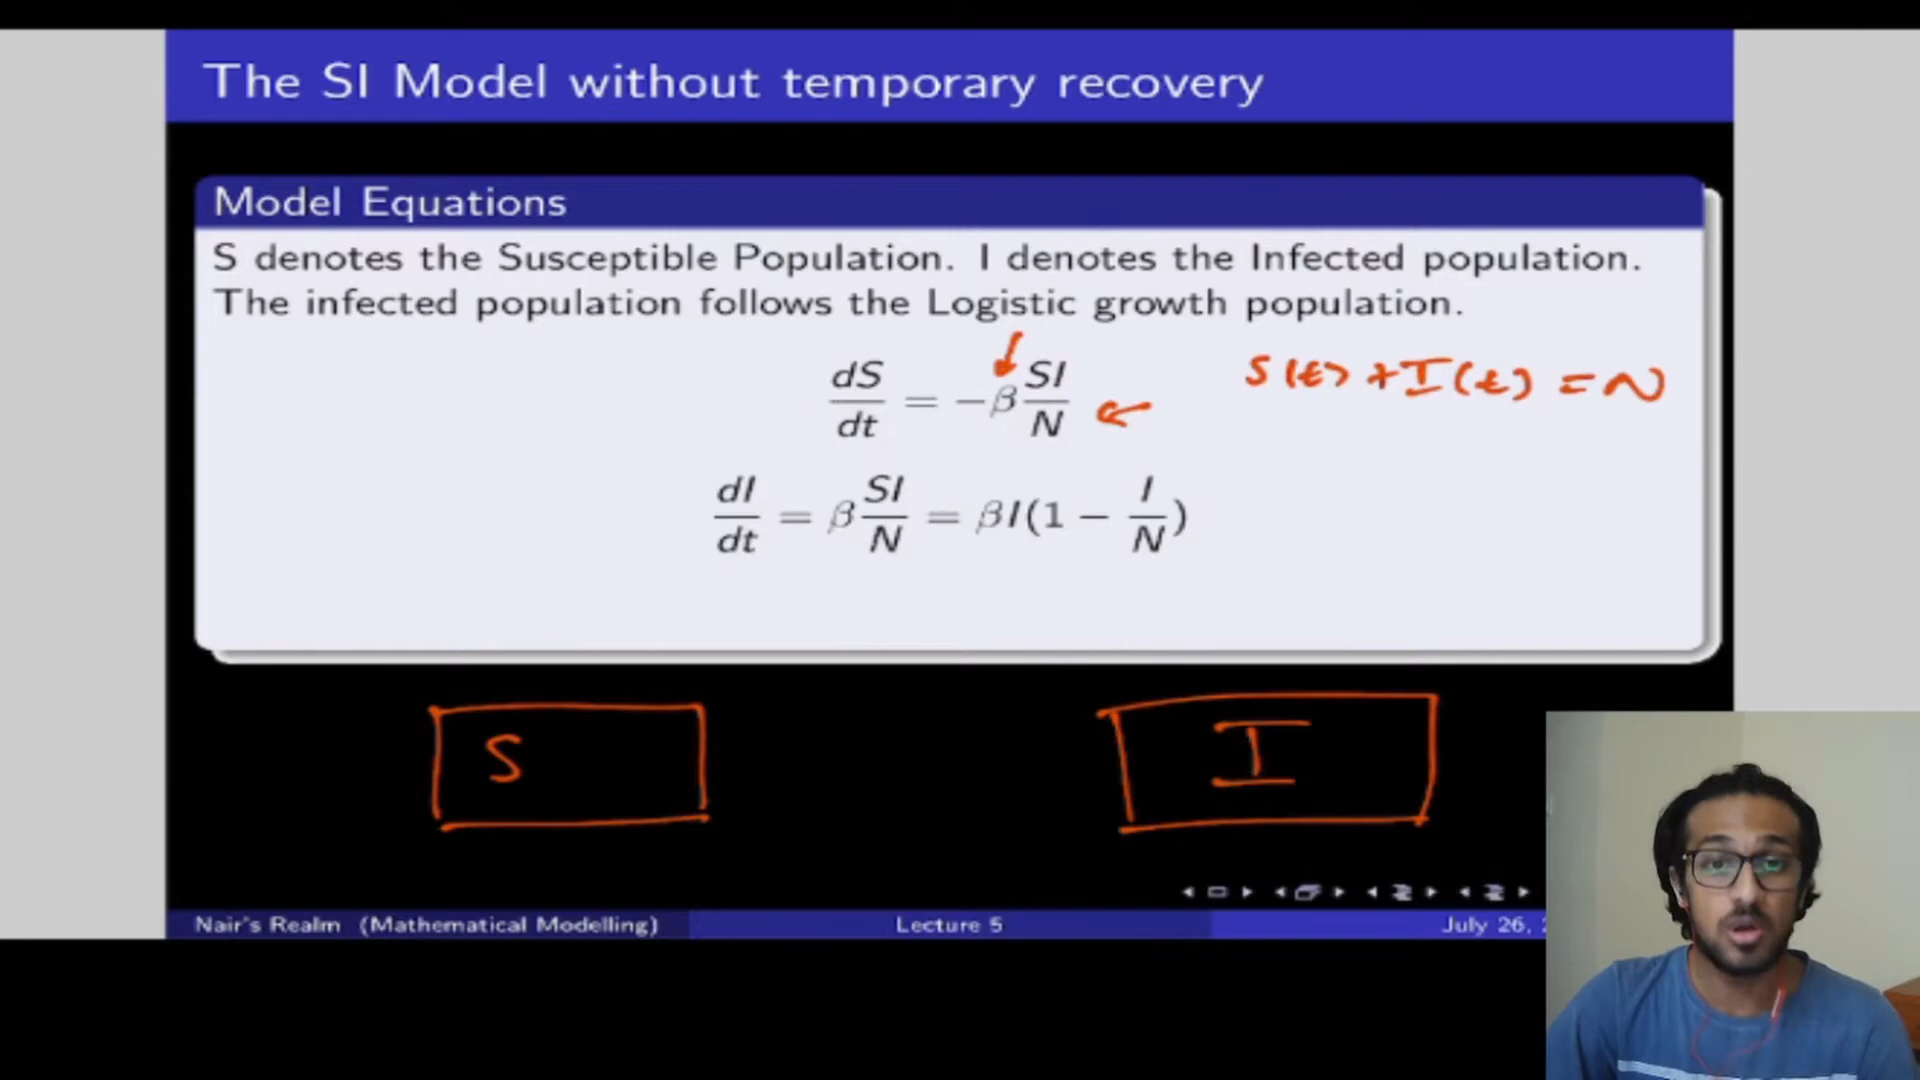 The SI Model without temporary recovery
Model Equations
S denotes the Susceptible Population. I denotes the Infected population.
The infected population follows the Logistic growth population.
dS/dt = −β SI/N
S(t) + I(t) = N
dI/dt = β SI/N = βI(1 − I/N)
S
I
Nair's Realm (Mathematical Modelling)
Lecture 5
July 26,